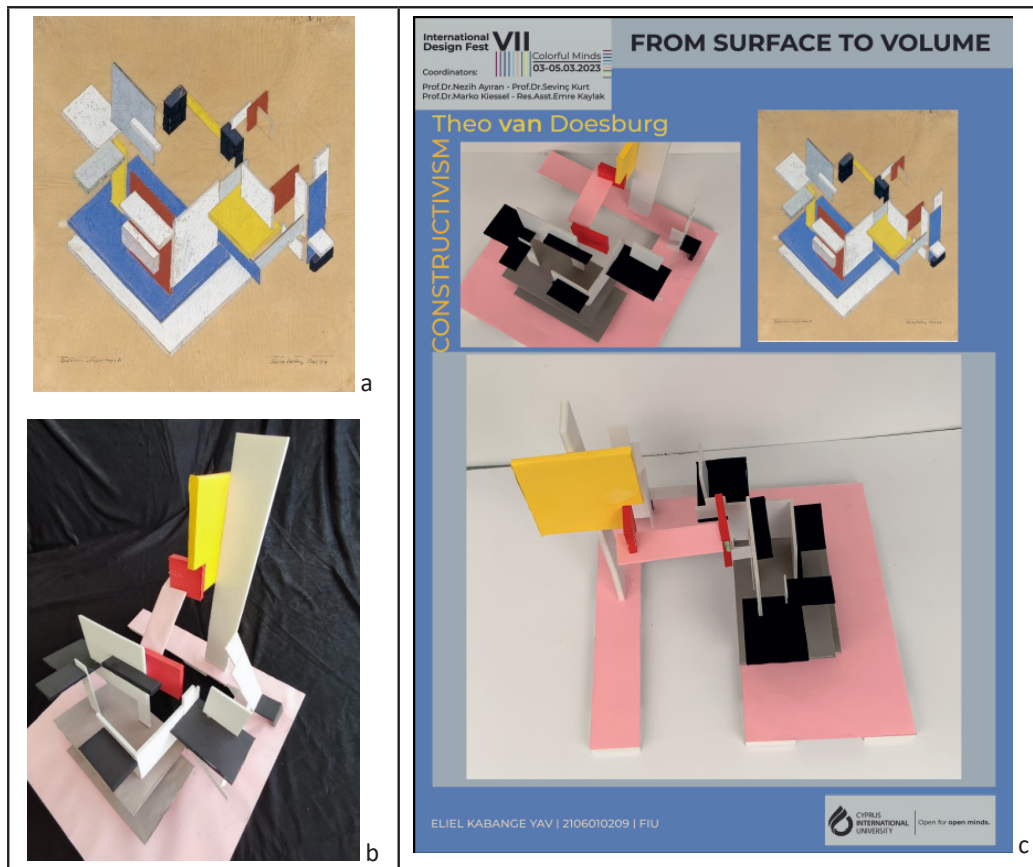 a
b
International
Design Fest
VII
Colorful Minds
03-05.03.2023
Coordinators:
Prof.Dr.Nezih Ayıran - Prof.Dr.Sevinç Kurt
Prof.Dr.Marko Kiessel - Res.Asst.Emre Kaylak
FROM SURFACE TO VOLUME
Theo van Doesburg
CONSTRUCTIVISM
ELIEL KABANGE YAV | 2106010209 | FIU
CYPRUS
INTERNATIONAL
UNIVERSITY
Open for open minds.
c